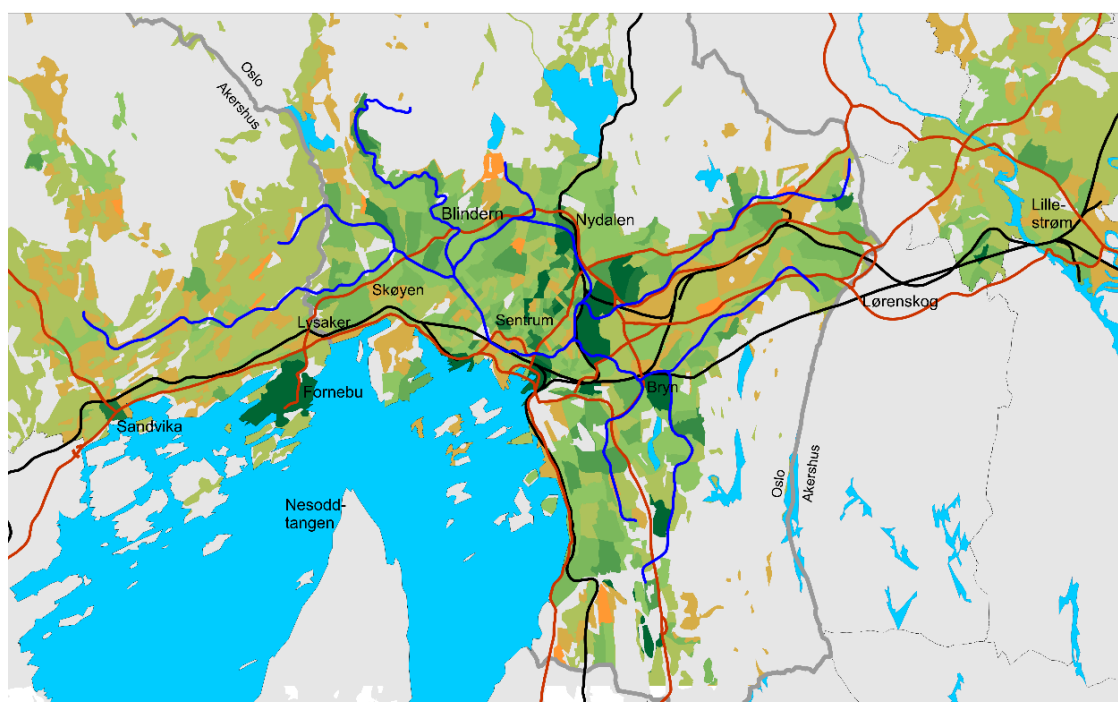 Oslo
Akershus
Blindern
Nydalen
Lille-
strøm
Skøyen
Sentrum
Lysaker
Lørenskog
Fornebu
Bryn
Sandvika
Oslo
Akershus
Nesodd-
tangen